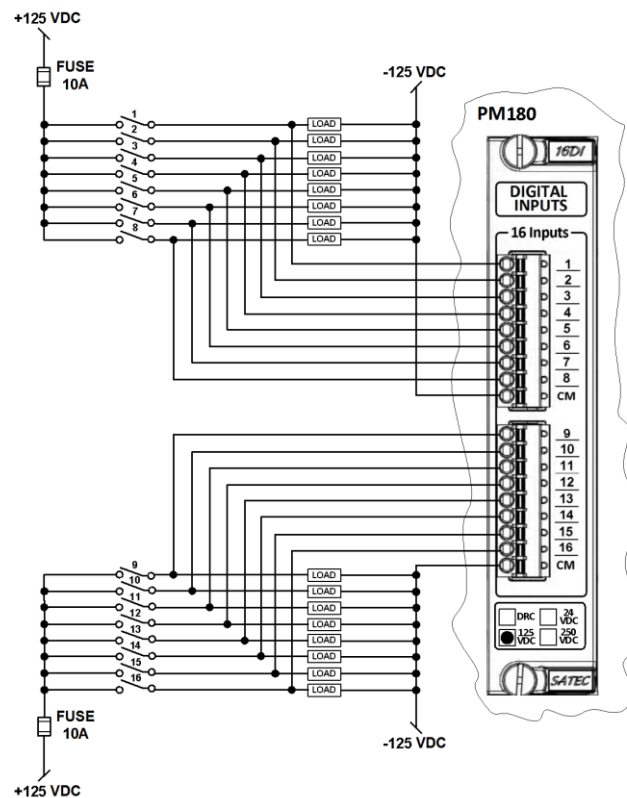 +125 VDC
FUSE
10A
-125 VDC
1
LOAD
2
LOAD
3
LOAD
4
LOAD
5
LOAD
6
LOAD
7
LOAD
8
LOAD
PM180
16DI
DIGITAL
INPUTS
16 Inputs
1
2
3
4
5
6
7
8
CM
9
10
11
12
13
14
15
16
CM
DRC
24
VDC
125
VDC
250
VDC
SATEC
9
LOAD
10
LOAD
11
LOAD
12
LOAD
13
LOAD
14
LOAD
15
LOAD
16
LOAD
FUSE
10A
-125 VDC
+125 VDC